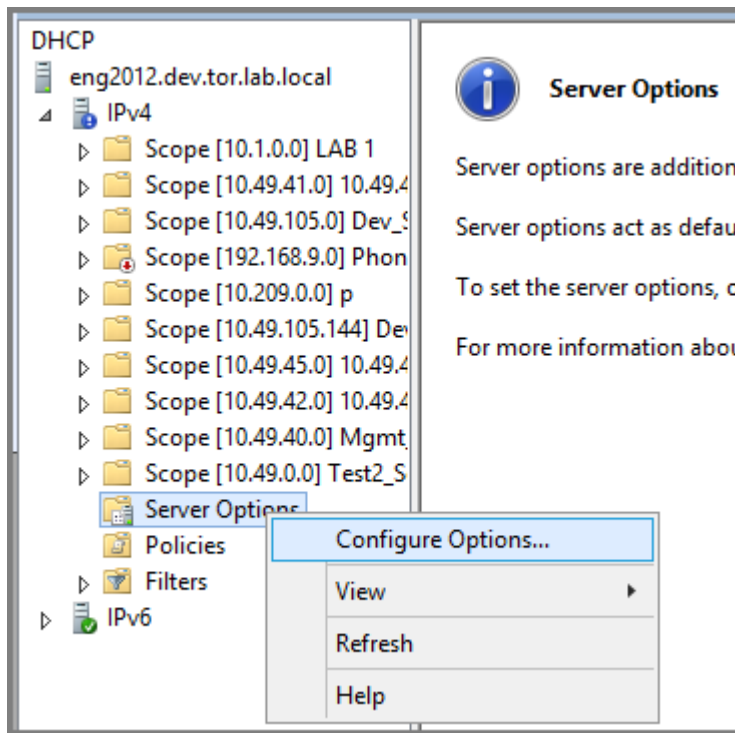 DHCP
eng2012.dev.tor.lab.local
IPv4
Scope [10.1.0.0] LAB 1
Scope [10.49.41.0] 10.49.4
Scope [10.49.105.0] Dev_S
Scope [192.168.9.0] Phon
Scope [10.209.0.0] p
Scope [10.49.105.144] De
Scope [10.49.45.0] 10.49.4
Scope [10.49.42.0] 10.49.4
Scope [10.49.40.0] Mgmt_
Scope [10.49.0.0] Test2_S
Server Options
Policies
Filters
IPv6
Configure Options...
View
Refresh
Help
Server Options
Server options are addition
Server options act as defau
To set the server options, c
For more information abou